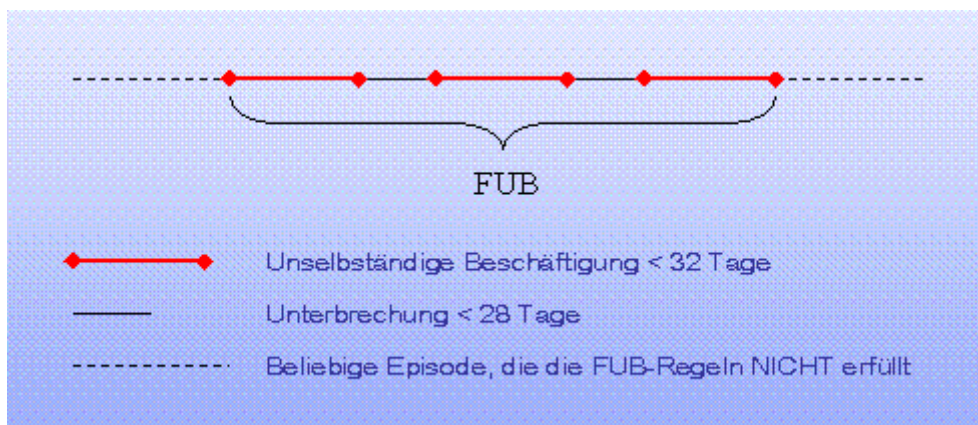 FUB
Unselbständige Beschäftigung < 32 Tage
Unterbrechung < 28 Tage
Beliebige Episode, die die FUB-Regeln NICHT erfüllt